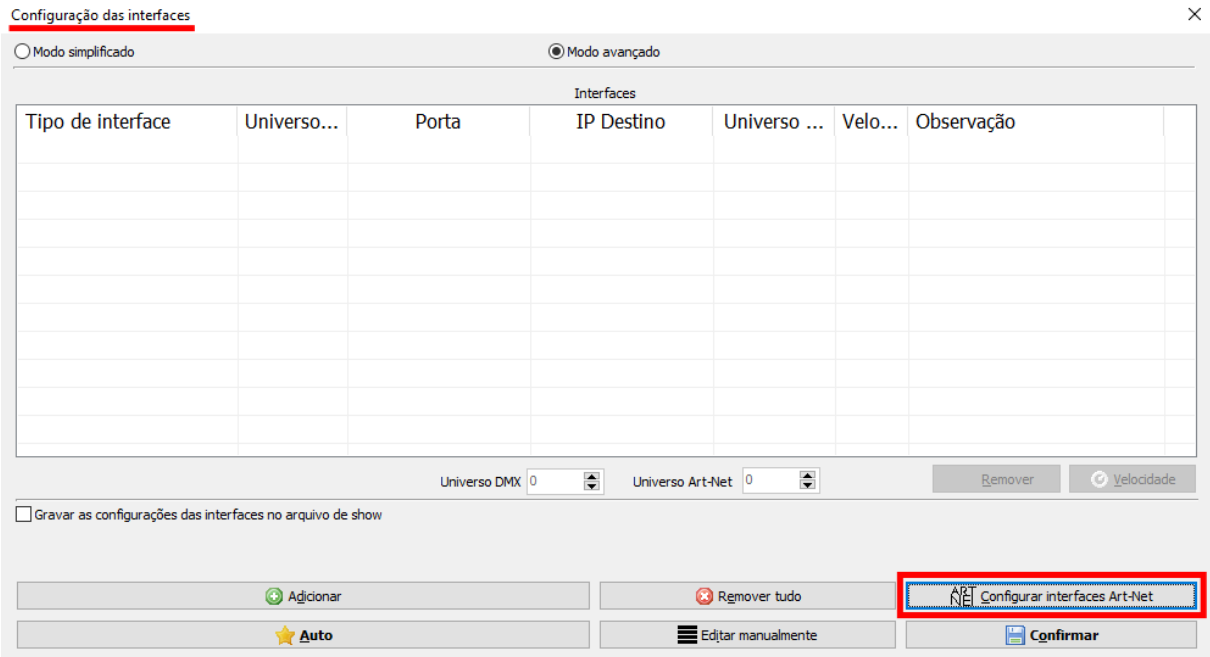 Configuração das interfaces
Modo simplificado
Modo avançado
Interfaces
Tipo de interface Universo... Porta IP Destino Universo ... Velo... Observação
Universo DMX 0 Universo Art-Net 0 Remover Velocidade
Gravar as configurações das interfaces no arquivo de show
Adicionar Remover tudo ART NET Configurar interfaces Art-Net
Auto Editar manualmente Confirmar